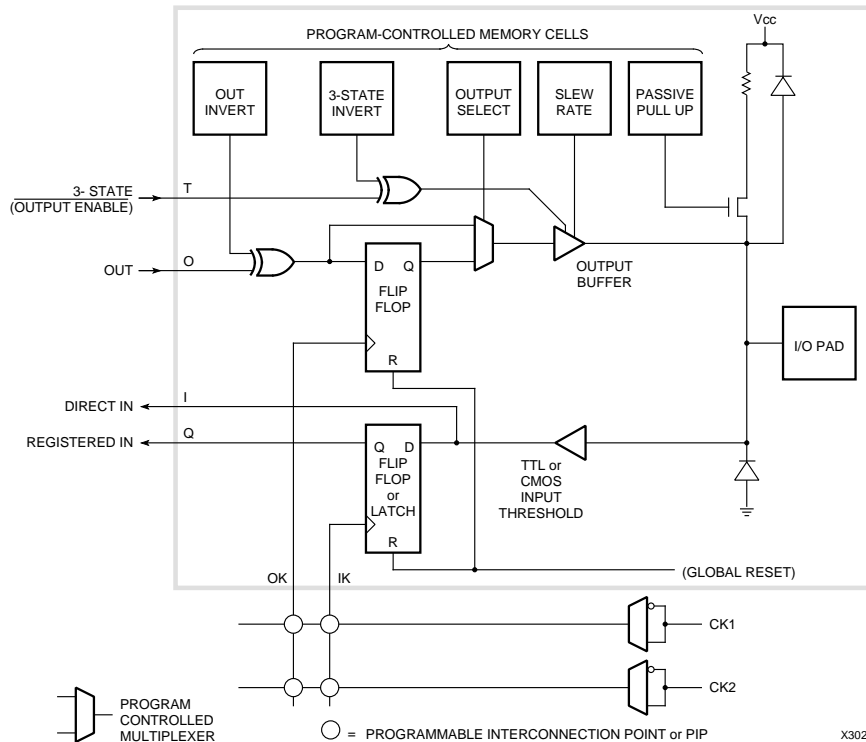 PROGRAM-CONTROLLED MEMORY CELLS
Vcc
OUT
INVERT
3-STATE
INVERT
OUTPUT
SELECT
SLEW
RATE
PASSIVE
PULL UP
3- STATE
(OUTPUT ENABLE)
T
OUT
O
D Q
FLIP
FLOP
R
OUTPUT
BUFFER
I/O PAD
DIRECT IN
I
REGISTERED IN
Q
Q D
FLIP
FLOP
or
LATCH
R
TTL or
CMOS
INPUT
THRESHOLD
OK
IK
(GLOBAL RESET)
CK1
CK2
PROGRAM
CONTROLLED
MULTIPLEXER
= PROGRAMMABLE INTERCONNECTION POINT or PIP